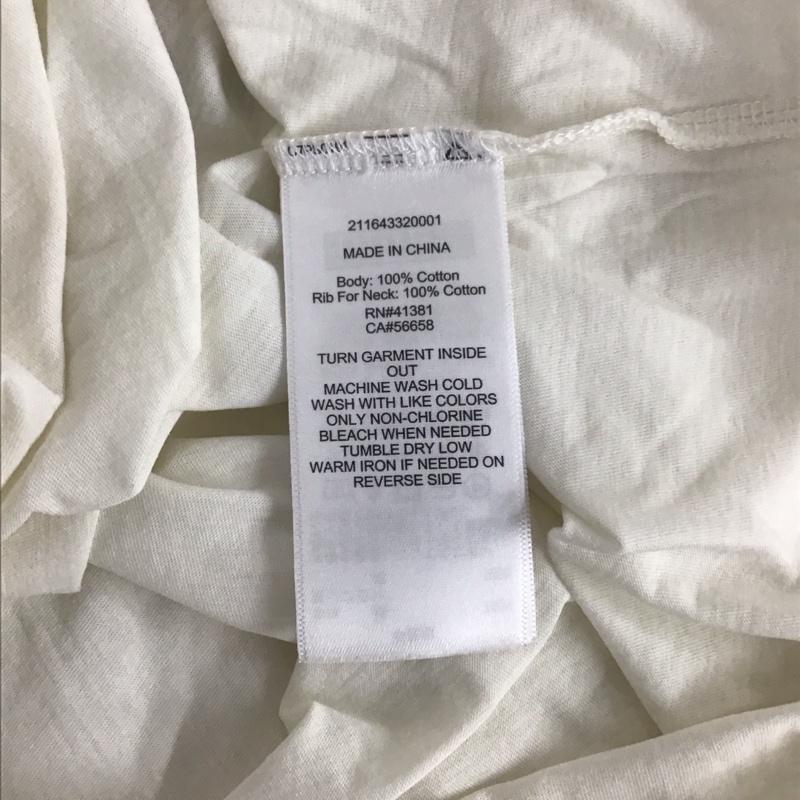 211643320001
MADE IN CHINA
Body: 100% Cotton
Rib For Neck: 100% Cotton
RN#41381
CA#56658
TURN GARMENT INSIDE
OUT
MACHINE WASH COLD
WASH WITH LIKE COLORS
ONLY NON-CHLORINE
BLEACH WHEN NEEDED
TUMBLE DRY LOW
WARM IRON IF NEEDED ON
REVERSE SIDE